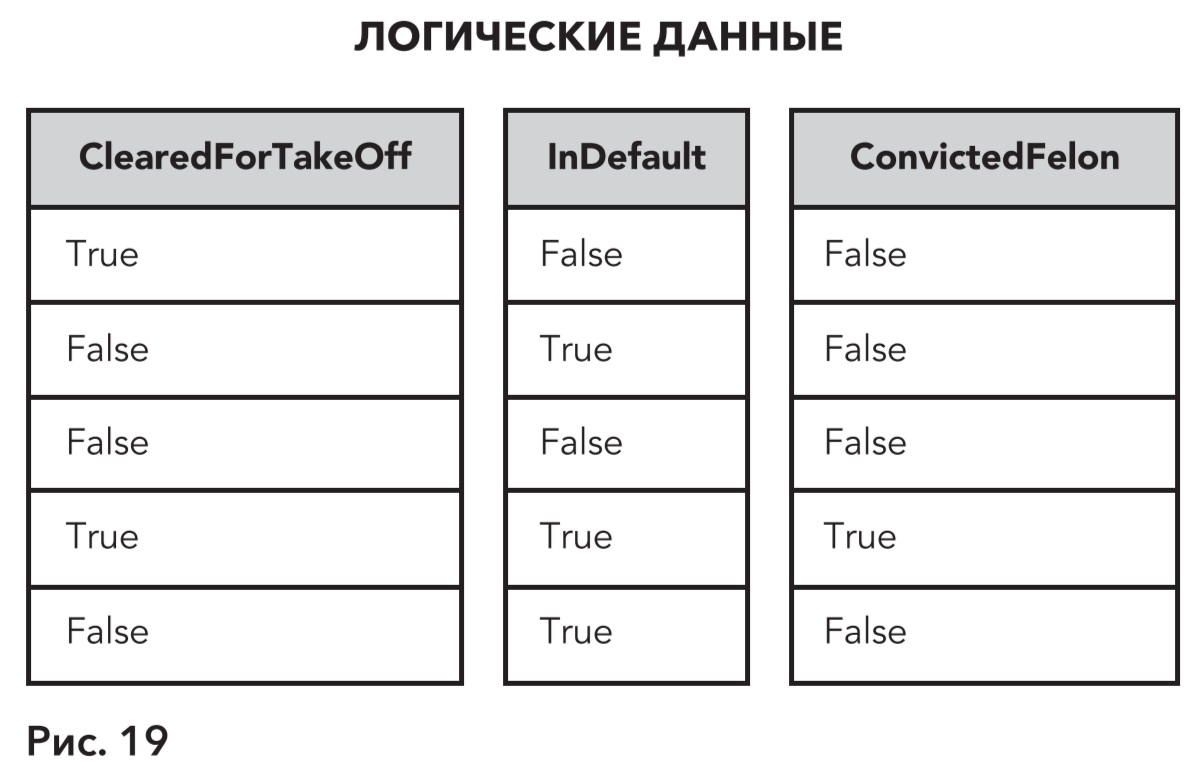 ЛОГИЧЕСКИЕ ДАННЫЕ
ClearedForTakeOff InDefault ConvictedFelon
True False False
False True False
False False False
True True True
False True False
Рис. 19